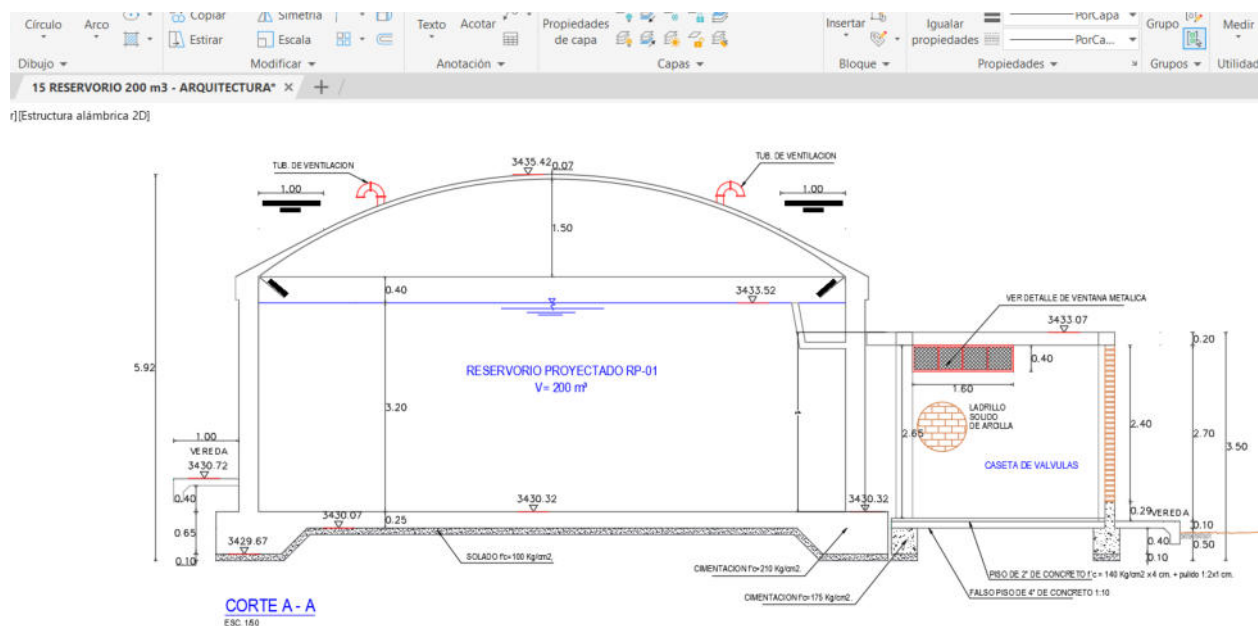 Círculo
Arco
Copiar
Estirar
Simetría
Escala
Texto
Acotar
Propiedades
de capa
Insertar
Igualar
propiedades
PorCapa
PorCa...
Grupo
Medir
Dibujo
Modificar
Anotación
Capas
Bloque
Propiedades
Grupos
Utilidad
15 RESERVORIO 200 m3 - ARQUITECTURA*
r][Estructura alámbrica 2D]
TUB. DE VENTILACION
3435.42
0.07
TUB. DE VENTILACION
1.00
1.00
1.50
0.40
3433.52
VER DETALLE DE VENTANA METALICA
3433.07
0.20
5.92
RESERVORIO PROYECTADO RP-01
V= 200 m³
0.40
1.60
3.20
LADRILLO
SOLIDO
DE ARCILLA
2.65
2.40
2.70
3.50
1.00
VEREDA
3430.72
CASETA DE VALVULAS
0.40
3430.32
3430.32
0.29
VEREDA
3430.07
0.25
0.10
0.65
3429.67
0.40
0.50
0.10
0.10
SOLADO f'c=100 Kg/cm2.
CIMENTACION f'c=210 Kg/cm2.
PISO DE 2" DE CONCRETO f'c = 140 Kg/cm2 x 4 cm. + pulido 1:2x1 cm.
CIMENTACION f'c=175 Kg/cm2.
FALSO PISO DE 4" DE CONCRETO 1:10
CORTE A - A
ESC. 1/50